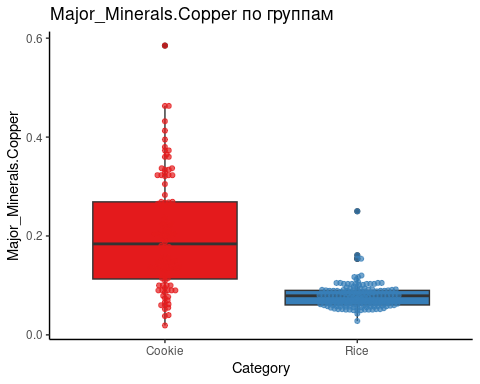 Major_Minerals.Copper по группам
Major_Minerals.Copper
0.6
0.4
0.2
0.0
Cookie
Rice
Category